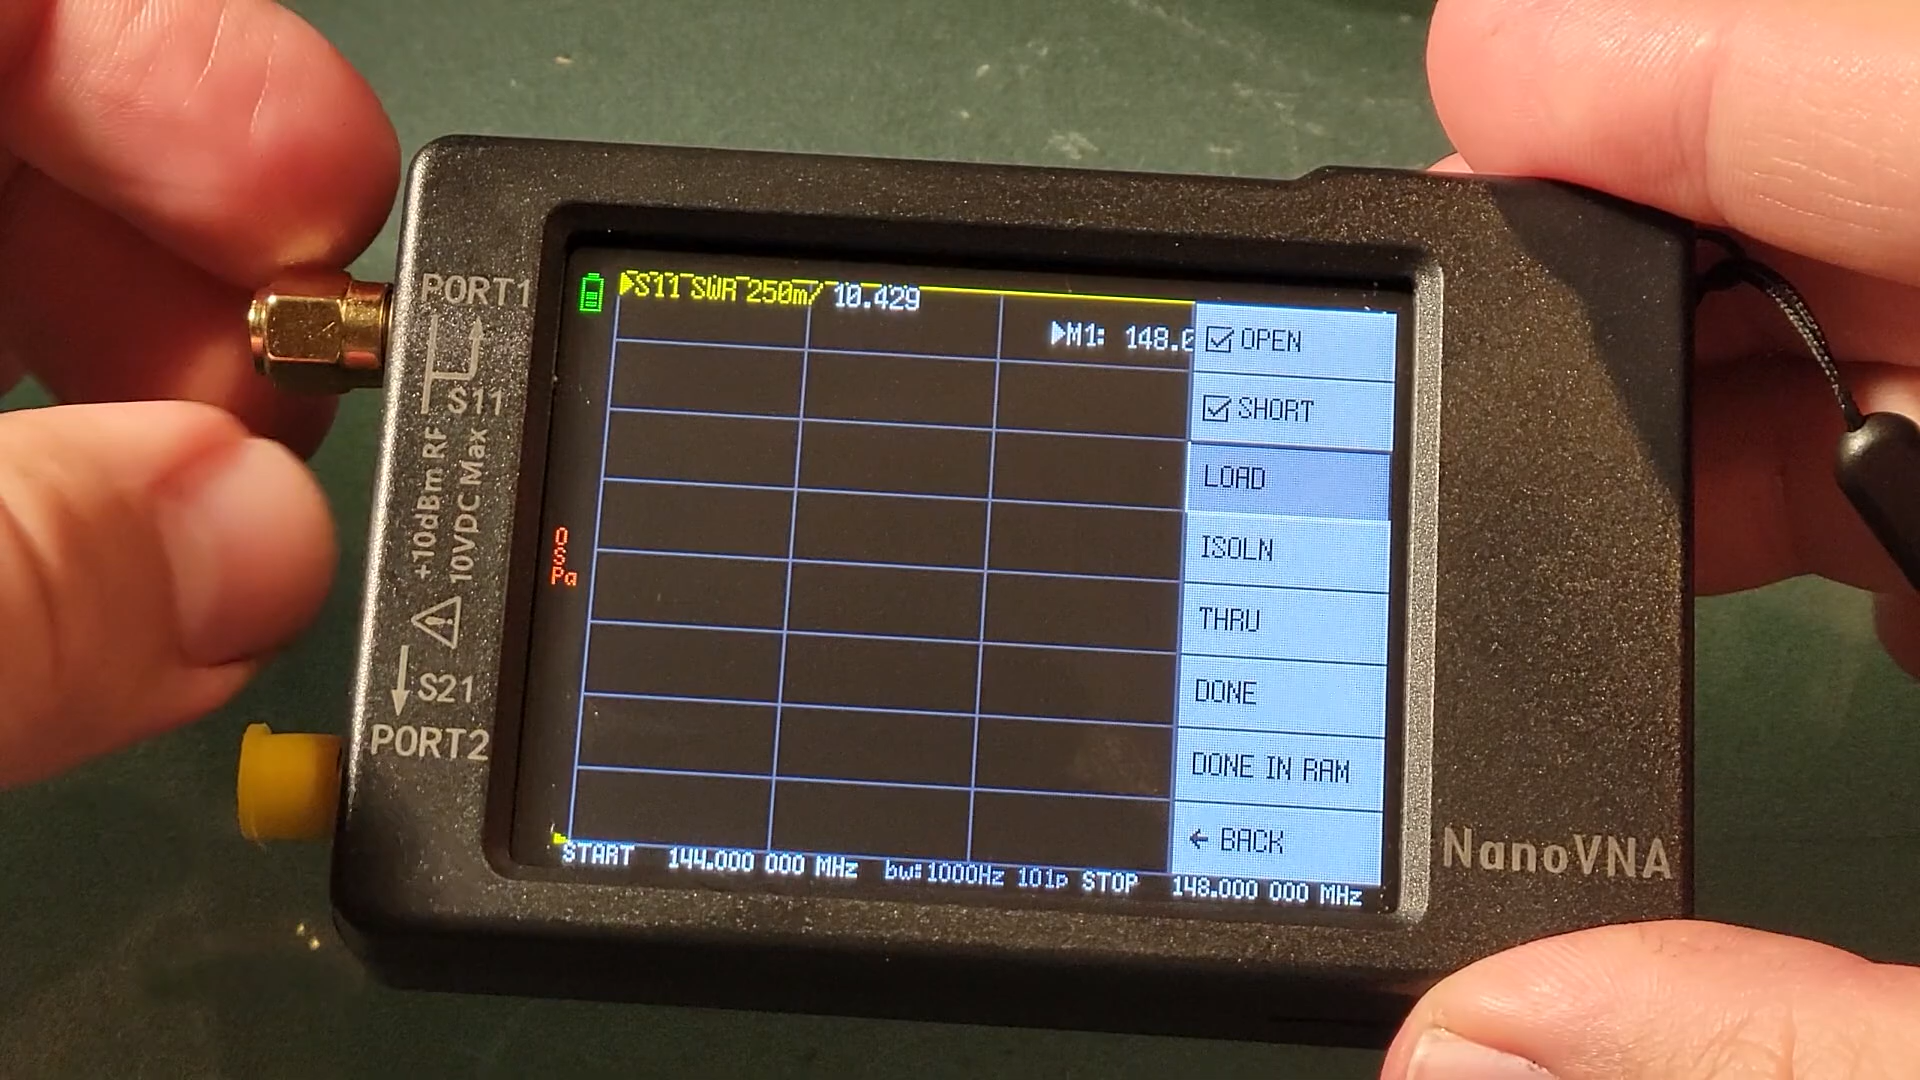 PORT1
S11
+10dBm RF
10VDC Max
S21
PORT2
S11 SWR 250m/ 10.429
M1: 148.0
O
S
Pa
OPEN
SHORT
LOAD
ISOLN
THRU
DONE
DONE IN RAM
← BACK
START 144.000 000 MHz bw:1000Hz 101p STOP 148.000 000 MHz
NanoVNA